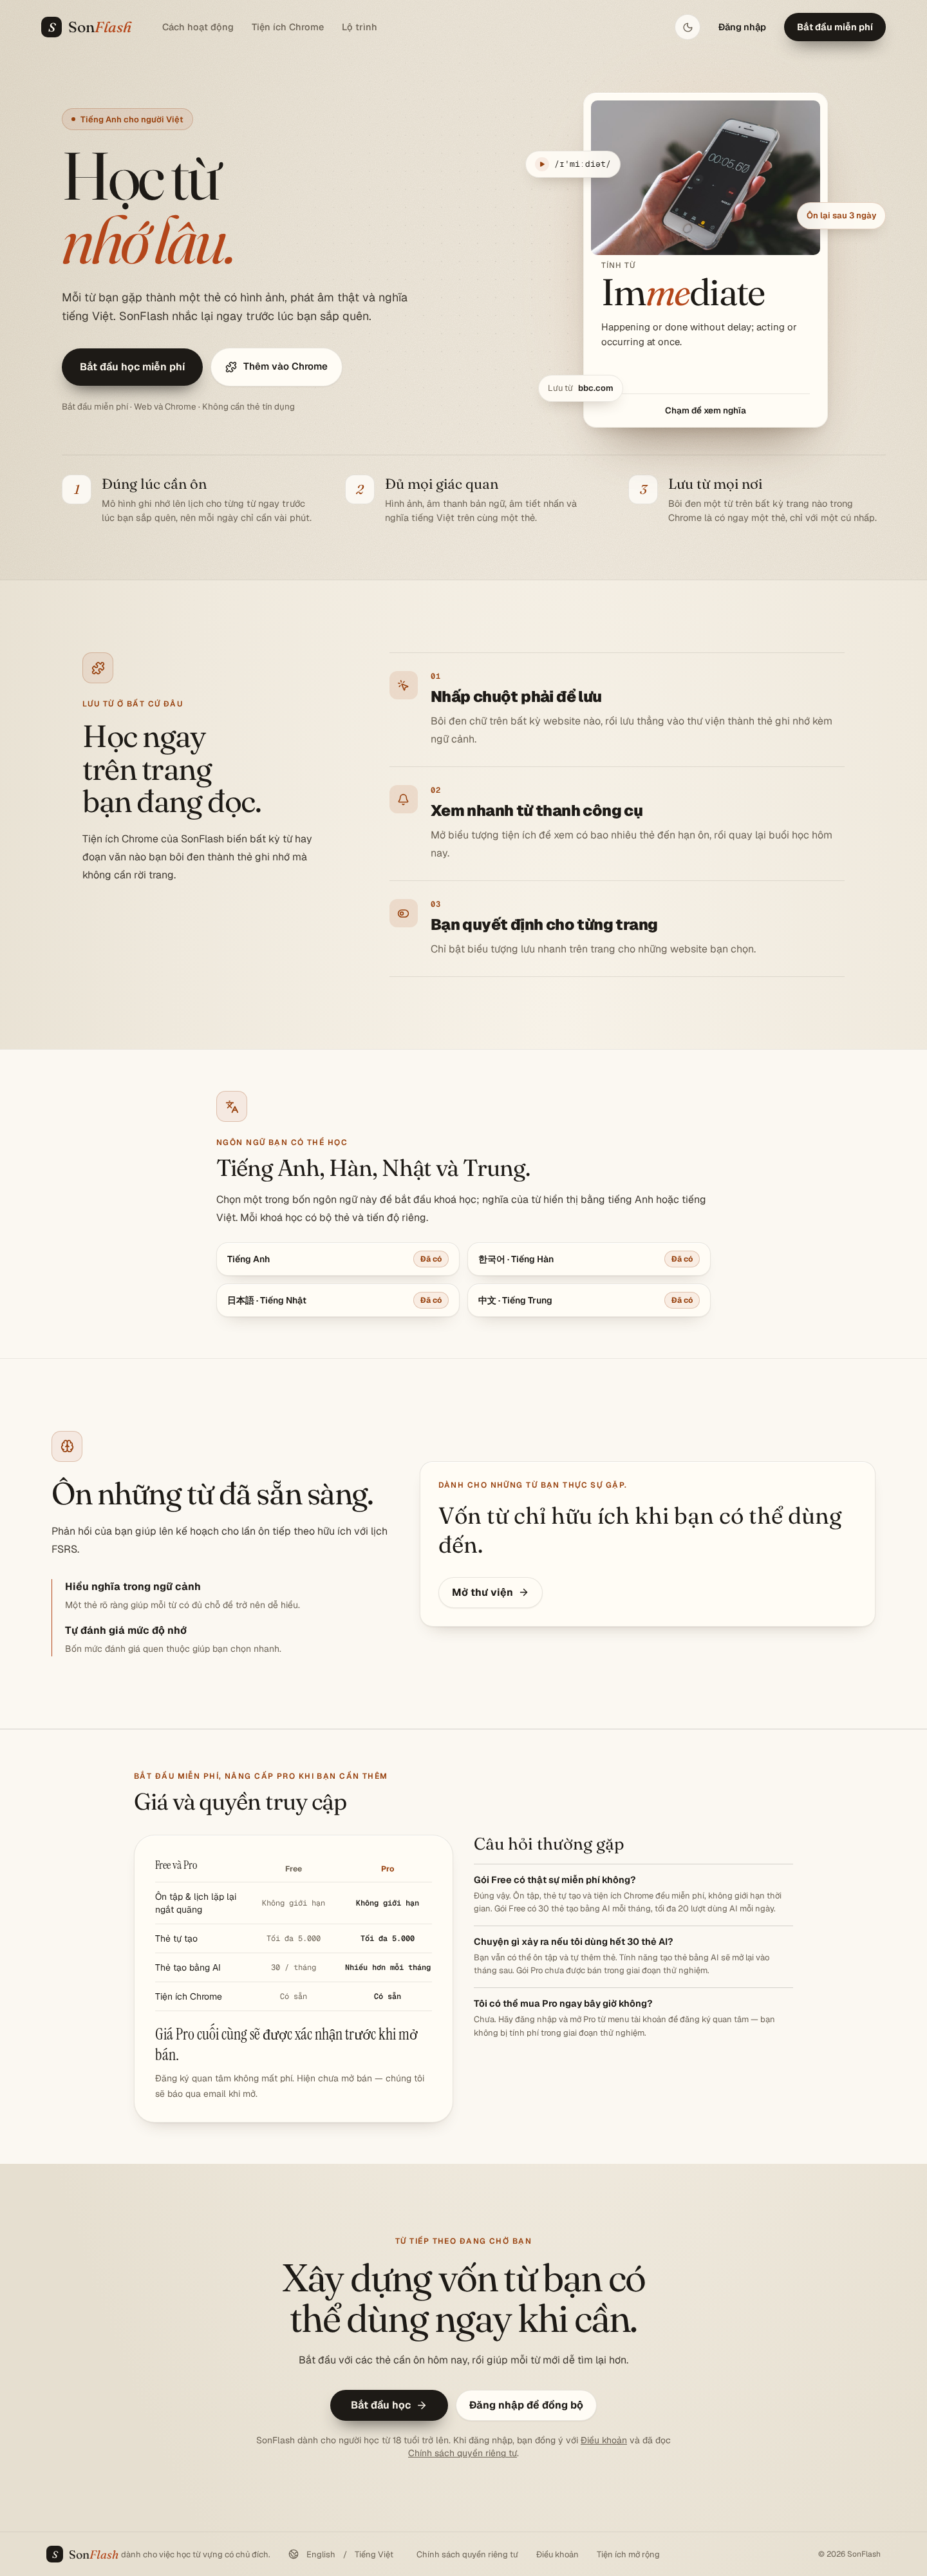 S SonFlash
Cách hoạt động
Tiện ích Chrome
Lộ trình
Đăng nhập
Bắt đầu miễn phí
Tiếng Anh cho người Việt
Học từ
nhớ lâu.
Mỗi từ bạn gặp thành một thẻ có hình ảnh, phát âm thật và nghĩa
tiếng Việt. SonFlash nhắc lại ngay trước lúc bạn sắp quên.
Bắt đầu học miễn phí
Thêm vào Chrome
Bắt đầu miễn phí · Web và Chrome · Không cần thẻ tín dụng
00:05.60
/ɪˈmiːdiət/
Ôn lại sau 3 ngày
TÍNH TỪ
Immediate
Happening or done without delay; acting or
occurring at once.
Lưu từ bbc.com
Chạm để xem nghĩa
1
Đúng lúc cần ôn
Mô hình ghi nhớ lên lịch cho từng từ ngay trước
lúc bạn sắp quên, nên mỗi ngày chỉ cần vài phút.
2
Đủ mọi giác quan
Hình ảnh, âm thanh bản ngữ, âm tiết nhấn và
nghĩa tiếng Việt trên cùng một thẻ.
3
Lưu từ mọi nơi
Bôi đen một từ trên bất kỳ trang nào trong
Chrome là có ngay một thẻ, chỉ với một cú nhấp.
LƯU TỪ Ở BẤT CỨ ĐÂU
Học ngay
trên trang
bạn đang đọc.
Tiện ích Chrome của SonFlash biến bất kỳ từ hay
đoạn văn nào bạn bôi đen thành thẻ ghi nhớ mà
không cần rời trang.
01
Nhấp chuột phải để lưu
Bôi đen chữ trên bất kỳ website nào, rồi lưu thẳng vào thư viện thành thẻ ghi nhớ kèm
ngữ cảnh.
02
Xem nhanh từ thanh công cụ
Mở biểu tượng tiện ích để xem có bao nhiêu thẻ đến hạn ôn, rồi quay lại buổi học hôm
nay.
03
Bạn quyết định cho từng trang
Chỉ bật biểu tượng lưu nhanh trên trang cho những website bạn chọn.
NGÔN NGỮ BẠN CÓ THỂ HỌC
Tiếng Anh, Hàn, Nhật và Trung.
Chọn một trong bốn ngôn ngữ này để bắt đầu khoá học; nghĩa của từ hiển thị bằng tiếng Anh hoặc tiếng
Việt. Mỗi khoá học có bộ thẻ và tiến độ riêng.
Tiếng Anh
Đã có
한국어 · Tiếng Hàn
Đã có
日本語 · Tiếng Nhật
Đã có
中文 · Tiếng Trung
Đã có
Ôn những từ đã sẵn sàng.
Phản hồi của bạn giúp lên kế hoạch cho lần ôn tiếp theo hữu ích với lịch
FSRS.
Hiểu nghĩa trong ngữ cảnh
Một thẻ rõ ràng giúp mỗi từ có đủ chỗ để trở nên dễ hiểu.
Tự đánh giá mức độ nhớ
Bốn mức đánh giá quen thuộc giúp bạn chọn nhanh.
DÀNH CHO NHỮNG TỪ BẠN THỰC SỰ GẶP.
Vốn từ chỉ hữu ích khi bạn có thể dùng
đến.
Mở thư viện
BẮT ĐẦU MIỄN PHÍ, NÂNG CẤP PRO KHI BẠN CẦN THÊM
Giá và quyền truy cập
Free và Pro
Free
Pro
Ôn tập & lịch lặp lại
ngắt quãng
Không giới hạn
Không giới hạn
Thẻ tự tạo
Tối đa 5.000
Tối đa 5.000
Thẻ tạo bằng AI
30 / tháng
Nhiều hơn mỗi tháng
Tiện ích Chrome
Có sẵn
Có sẵn
Giá Pro cuối cùng sẽ được xác nhận trước khi mở
bán.
Đăng ký quan tâm không mất phí. Hiện chưa mở bán — chúng tôi
sẽ báo qua email khi mở.
Câu hỏi thường gặp
Gói Free có thật sự miễn phí không?
Đúng vậy. Ôn tập, thẻ tự tạo và tiện ích Chrome đều miễn phí, không giới hạn thời
gian. Gói Free có 30 thẻ tạo bằng AI mỗi tháng, tối đa 20 lượt dùng AI mỗi ngày.
Chuyện gì xảy ra nếu tôi dùng hết 30 thẻ AI?
Bạn vẫn có thể ôn tập và tự thêm thẻ. Tính năng tạo thẻ bằng AI sẽ mở lại vào
tháng sau. Gói Pro chưa được bán trong giai đoạn thử nghiệm.
Tôi có thể mua Pro ngay bây giờ không?
Chưa. Hãy đăng nhập và mở Pro từ menu tài khoản để đăng ký quan tâm — bạn
không bị tính phí trong giai đoạn thử nghiệm.
TỪ TIẾP THEO ĐANG CHỜ BẠN
Xây dựng vốn từ bạn có
thể dùng ngay khi cần.
Bắt đầu với các thẻ cần ôn hôm nay, rồi giúp mỗi từ mới dễ tìm lại hơn.
Bắt đầu học
Đăng nhập để đồng bộ
SonFlash dành cho người học từ 18 tuổi trở lên. Khi đăng nhập, bạn đồng ý với Điều khoản và đã đọc
Chính sách quyền riêng tư.
S SonFlash dành cho việc học từ vựng có chủ đích.
English / Tiếng Việt
Chính sách quyền riêng tư
Điều khoản
Tiện ích mở rộng
© 2026 SonFlash